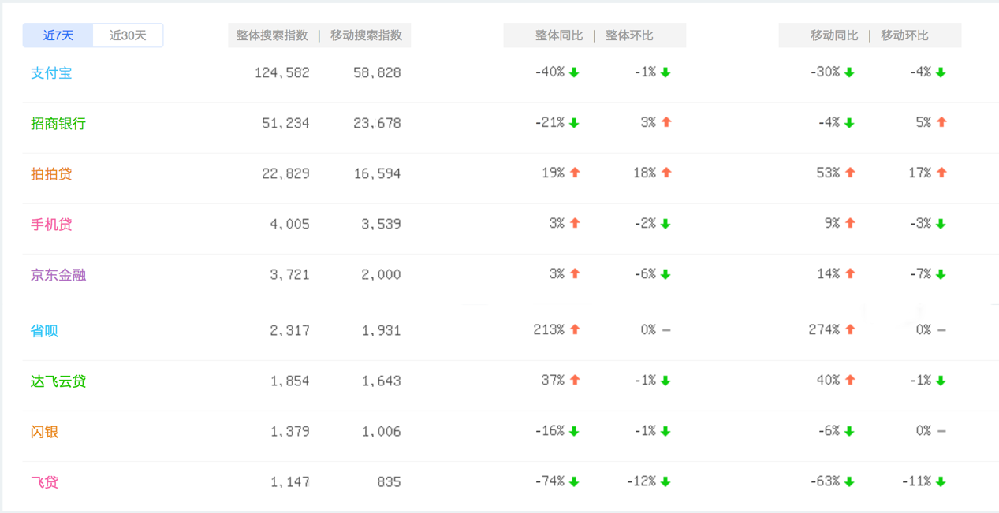 近7天 近30天 整体搜索指数 | 移动搜索指数 整体同比 | 整体环比 移动同比 | 移动环比
支付宝 124,582 58,828 -40% -1% -30% -4%
招商银行 51,234 23,678 -21% 3% -4% 5%
拍拍贷 22,829 16,594 19% 18% 53% 17%
手机贷 4,005 3,539 3% -2% 9% -3%
京东金融 3,721 2,000 3% -6% 14% -7%
省呗 2,317 1,931 213% 0% 274% 0%
达飞云贷 1,854 1,643 37% -1% 40% -1%
闪银 1,379 1,006 -16% -1% -6% 0%
飞贷 1,147 835 -74% -12% -63% -11%